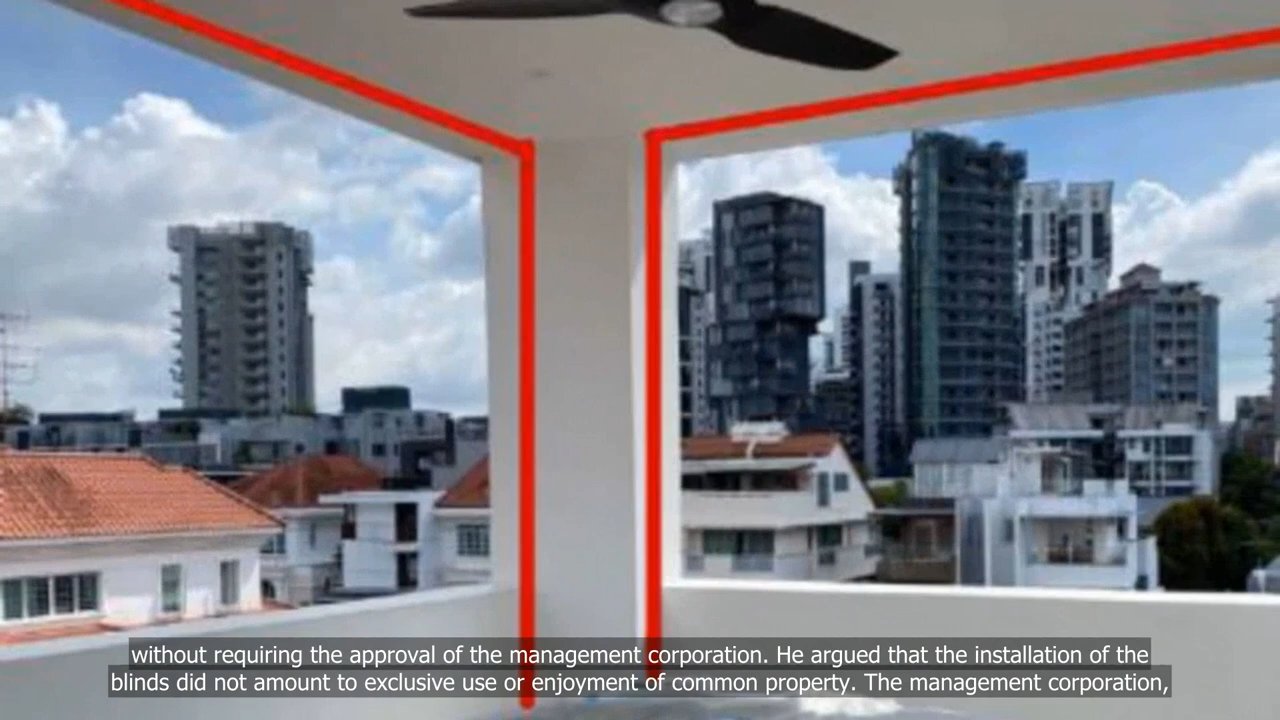 without requiring the approval of the management corporation. He argued that the installation of the
blinds did not amount to exclusive use or enjoyment of common property. The management corporation,